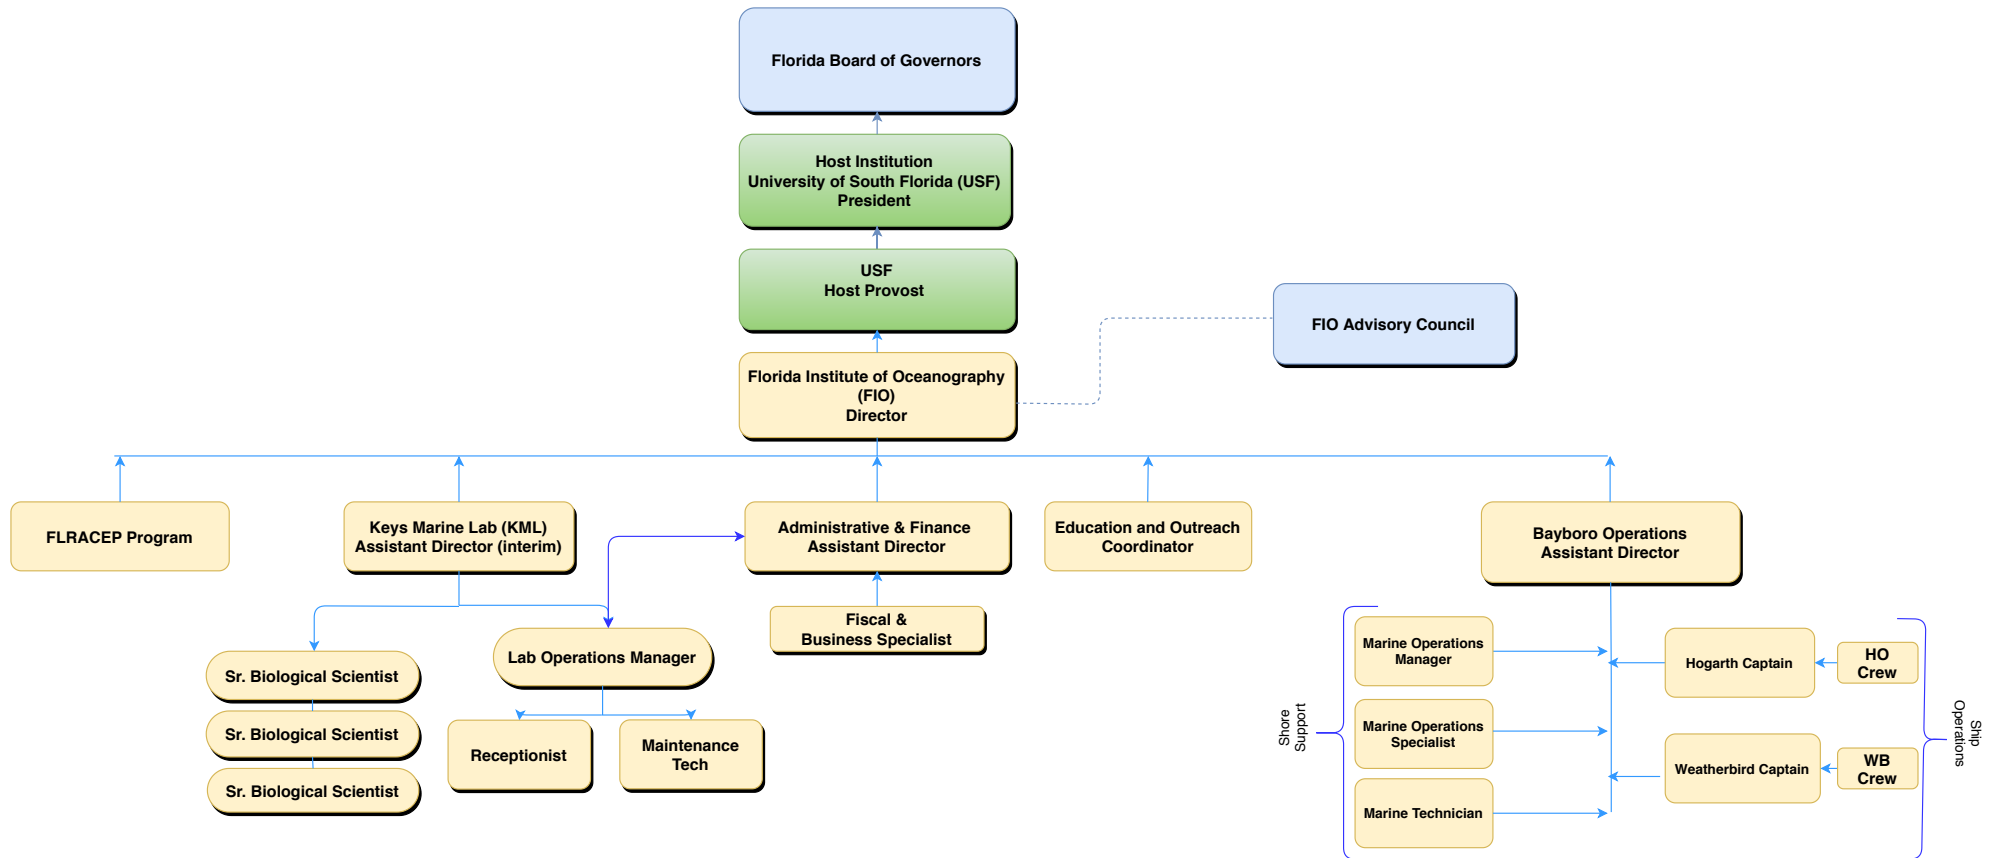 Florida Board of Governors
Host Institution
University of South Florida (USF)
President
USF
Host Provost
FIO Advisory Council
Florida Institute of Oceanography
(FIO)
Director
FLRACEP Program
Keys Marine Lab (KML)
Assistant Director (interim)
Administrative & Finance
Assistant Director
Education and Outreach
Coordinator
Bayboro Operations
Assistant Director
Fiscal &
Business Specialist
Sr. Biological Scientist
Sr. Biological Scientist
Sr. Biological Scientist
Lab Operations Manager
Receptionist
Maintenance
Tech
Shore
Support
Marine Operations
Manager
Marine Operations
Specialist
Marine Technician
Hogarth Captain
HO
Crew
Weatherbird Captain
WB
Crew
Ship
Operations